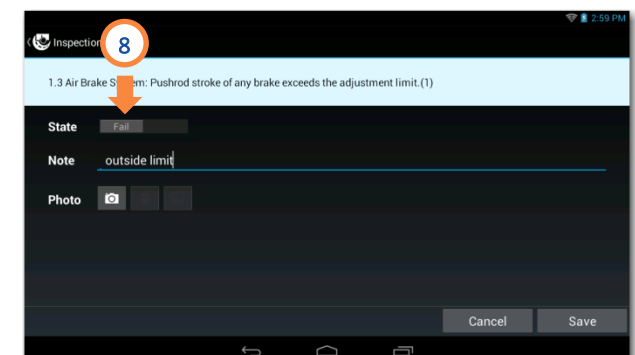 2:59 PM
Inspection
8
1.3 Air Brake System: Pushrod stroke of any brake exceeds the adjustment limit.(1)
State Fail
Note outside limit
Photo
Cancel Save